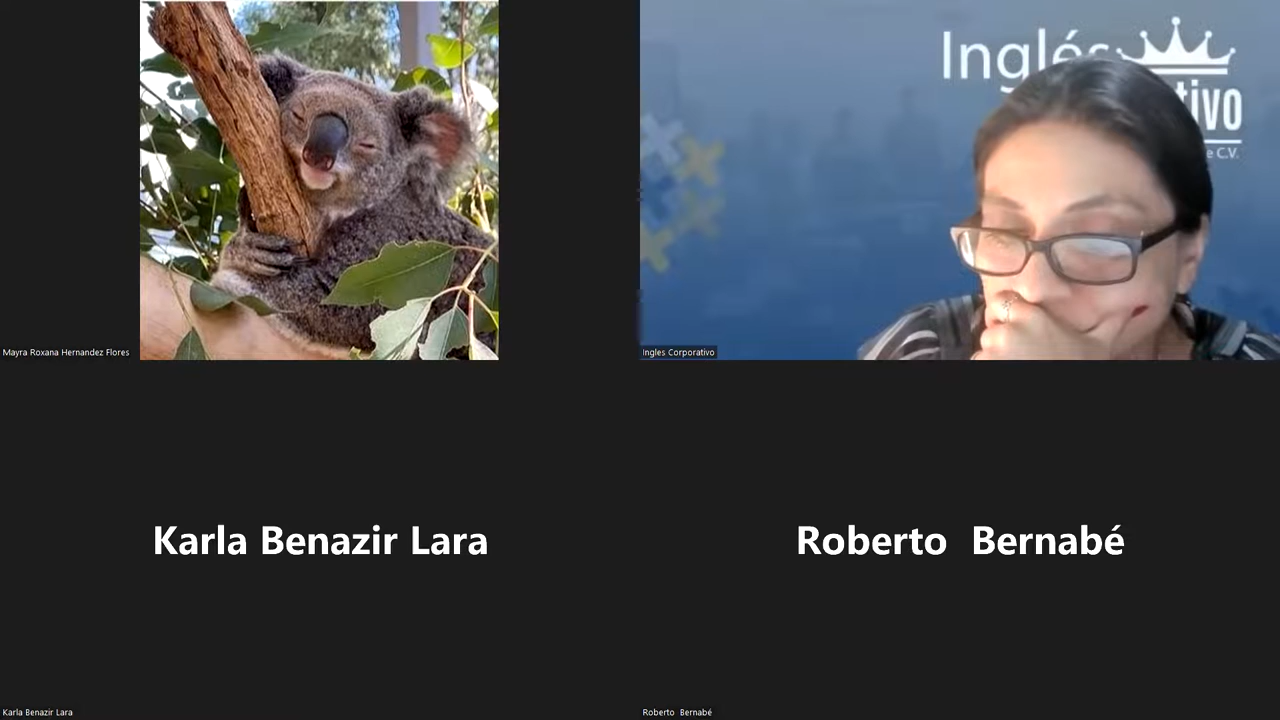 Inglés
tivo
e C.V.
Mayra Roxana Hernandez Flores
Ingles Corporativo
Karla Benazir Lara
Roberto Bernabé
Karla Benazir Lara
Roberto Bernabé